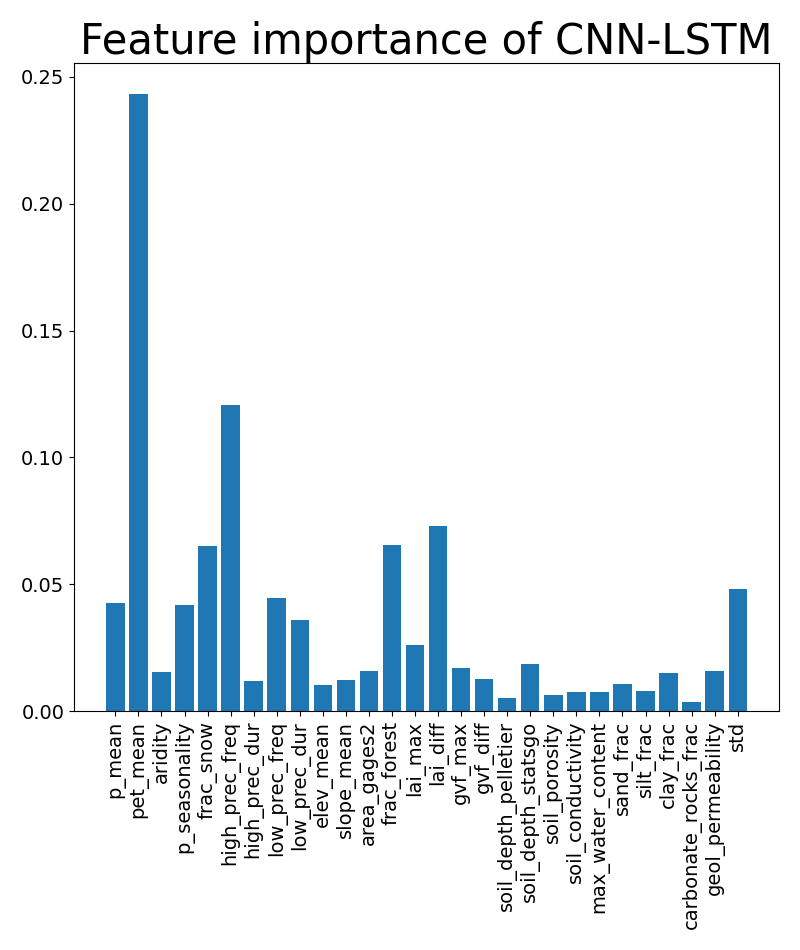 Feature importance of CNN-LSTM
0.25
0.20
0.15
0.10
0.05
0.00
p_mean
pet_mean
aridity
p_seasonality
frac_snow
high_prec_freq
high_prec_dur
low_prec_freq
low_prec_dur
elev_mean
slope_mean
area_gages2
frac_forest
lai_max
lai_diff
gvf_max
gvf_diff
soil_depth_pelletier
soil_depth_statsgo
soil_porosity
soil_conductivity
max_water_content
sand_frac
silt_frac
clay_frac
carbonate_rocks_frac
geol_permeability
std